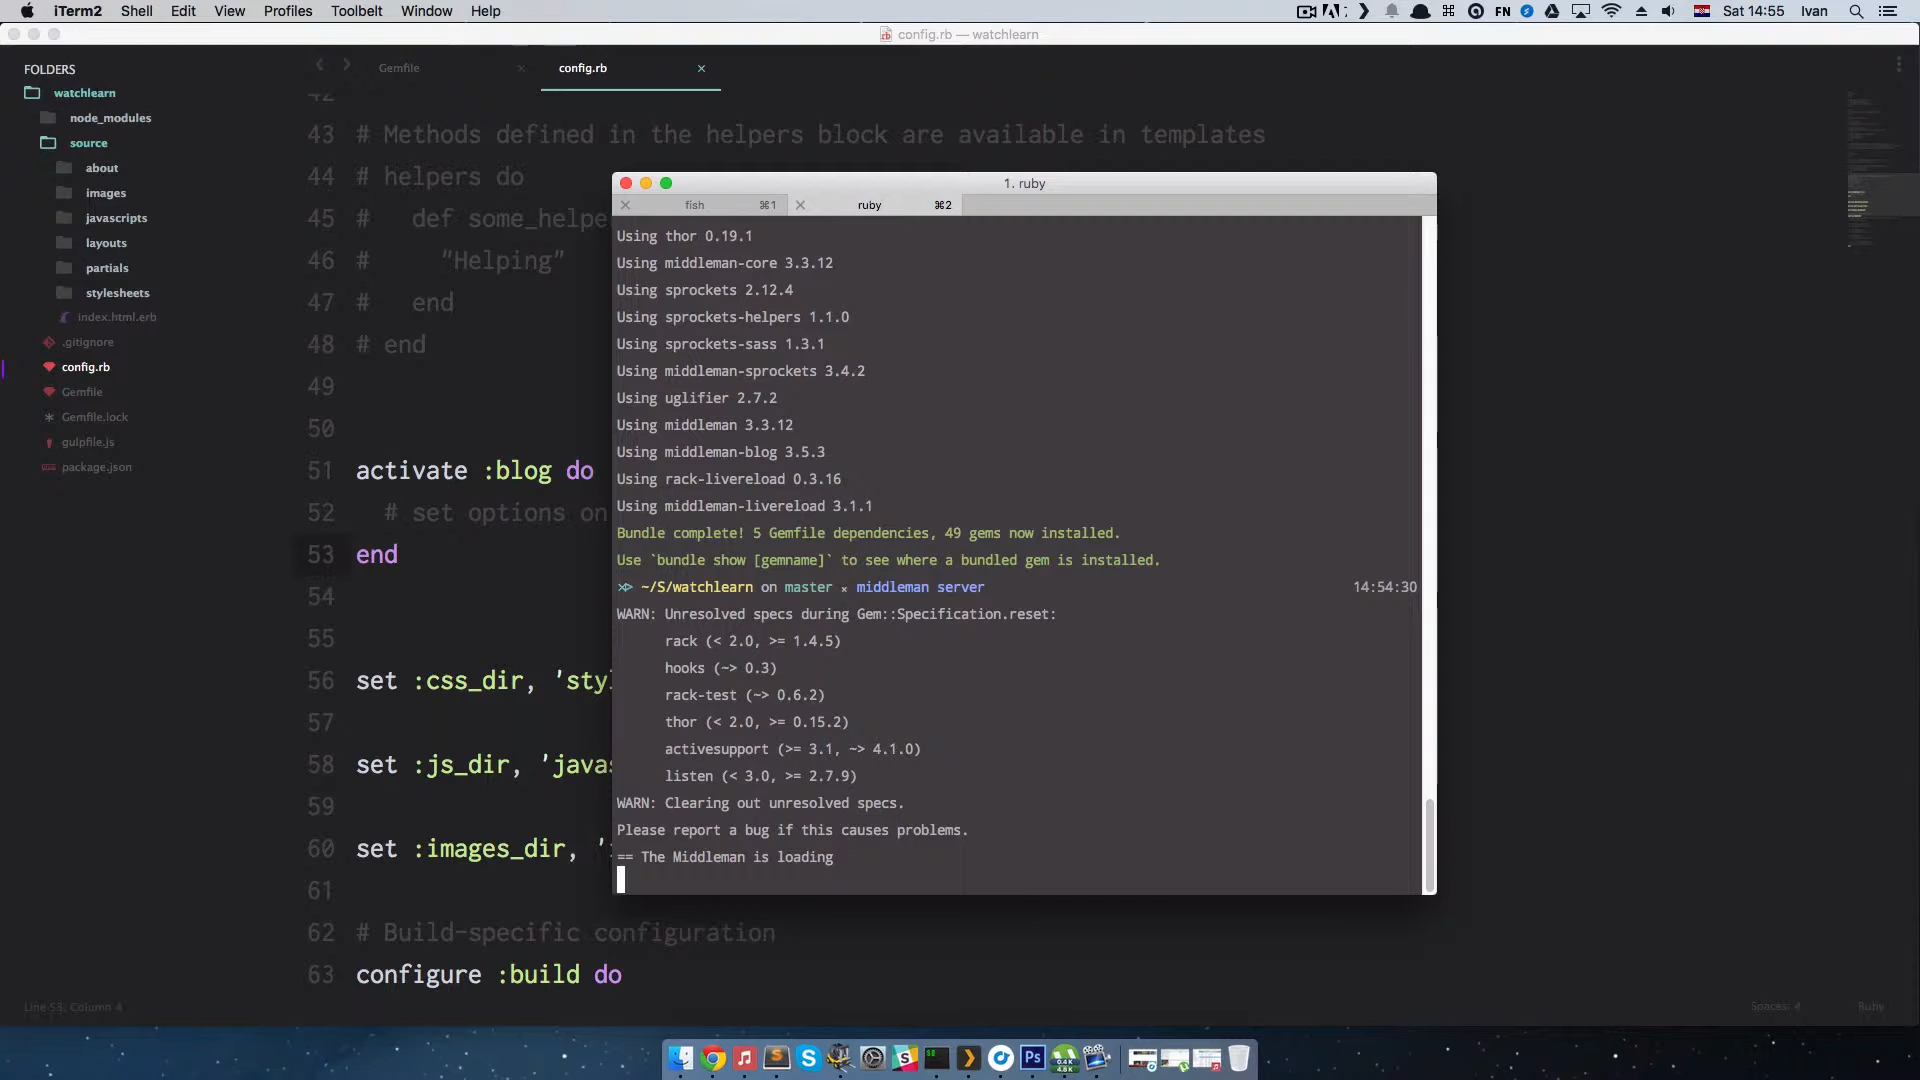 iTerm2 Shell Edit View Profiles Toolbelt Window Help FN Sat 14:55 Ivan
config.rb — watchlearn
FOLDERS
watchlearn
node_modules
source
about
images
javascripts
layouts
partials
stylesheets
index.html.erb
.gitignore
config.rb
Gemfile
Gemfile.lock
gulpfile.js
package.json
Gemfile config.rb
42
43 # Methods defined in the helpers block are available in templates
44 # helpers do
45 # def some_helpe
46 # "Helping"
47 # end
48 # end
49
50
51 activate :blog do
52 # set options on
53 end
54
55
56 set :css_dir, 'sty
57
58 set :js_dir, 'javas
59
60 set :images_dir, '
61
62 # Build-specific configuration
63 configure :build do
1. ruby
fish ⌘1 ruby ⌘2
Using thor 0.19.1
Using middleman-core 3.3.12
Using sprockets 2.12.4
Using sprockets-helpers 1.1.0
Using sprockets-sass 1.3.1
Using middleman-sprockets 3.4.2
Using uglifier 2.7.2
Using middleman 3.3.12
Using middleman-blog 3.5.3
Using rack-livereload 0.3.16
Using middleman-livereload 3.1.1
Bundle complete! 5 Gemfile dependencies, 49 gems now installed.
Use `bundle show [gemname]` to see where a bundled gem is installed.
~/S/watchlearn on master × middleman server 14:54:30
WARN: Unresolved specs during Gem::Specification.reset:
rack (< 2.0, >= 1.4.5)
hooks (~> 0.3)
rack-test (~> 0.6.2)
thor (< 2.0, >= 0.15.2)
activesupport (>= 3.1, ~> 4.1.0)
listen (< 3.0, >= 2.7.9)
WARN: Clearing out unresolved specs.
Please report a bug if this causes problems.
== The Middleman is loading
Line 53, Column 4 Spaces: 4 Ruby
Ps